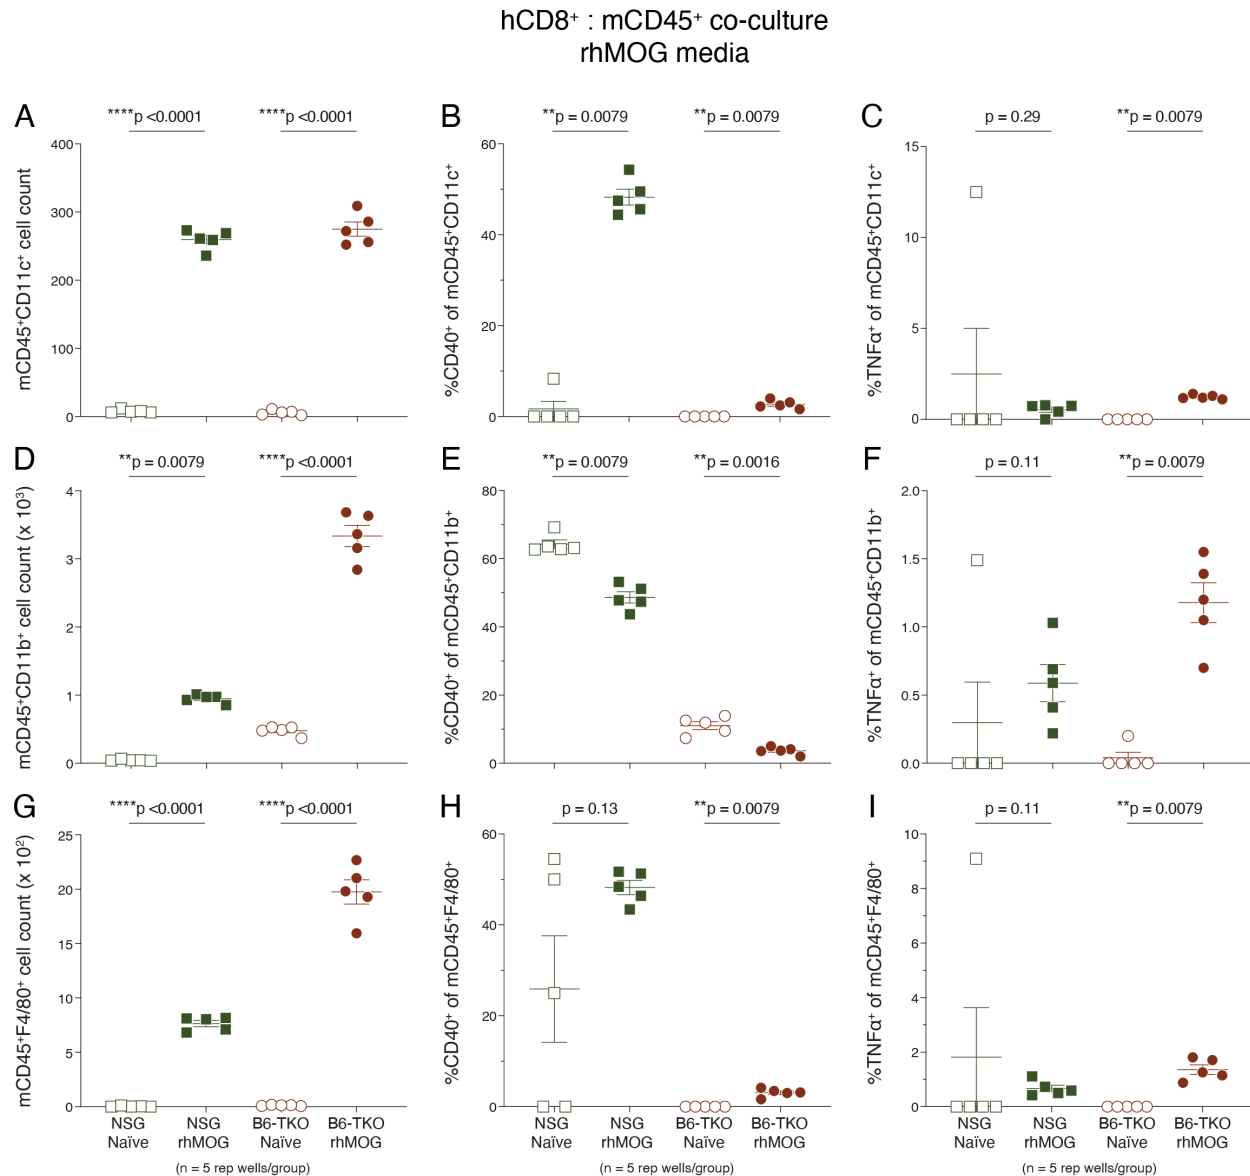 hCD8⁺ : mCD45⁺ co-culture
rhMOG media
A
****p <0.0001
****p <0.0001
mCD45⁺CD11c⁺ cell count
400
300
200
100
0
B
**p = 0.0079
**p = 0.0079
%CD40⁺ of mCD45⁺CD11c⁺
60
40
20
0
C
p = 0.29
**p = 0.0079
%TNFα⁺ of mCD45⁺CD11c⁺
15
10
5
0
D
**p = 0.0079
****p <0.0001
mCD45⁺CD11b⁺ cell count (x 10³)
4
3
2
1
0
E
**p = 0.0079
**p = 0.0016
%CD40⁺ of mCD45⁺CD11b⁺
80
60
40
20
0
F
p = 0.11
**p = 0.0079
%TNFα⁺ of mCD45⁺CD11b⁺
2.0
1.5
1.0
0.5
0.0
G
****p <0.0001
****p <0.0001
mCD45⁺F4/80⁺ cell count (x 10²)
25
20
15
10
5
0
NSG
Naïve
NSG
rhMOG
B6-TKO
Naïve
B6-TKO
rhMOG
(n = 5 rep wells/group)
H
p = 0.13
**p = 0.0079
%CD40⁺ of mCD45⁺F4/80⁺
60
40
20
0
NSG
Naïve
NSG
rhMOG
B6-TKO
Naïve
B6-TKO
rhMOG
(n = 5 rep wells/group)
I
p = 0.11
**p = 0.0079
%TNFα⁺ of mCD45⁺F4/80⁺
10
8
6
4
2
0
NSG
Naïve
NSG
rhMOG
B6-TKO
Naïve
B6-TKO
rhMOG
(n = 5 rep wells/group)